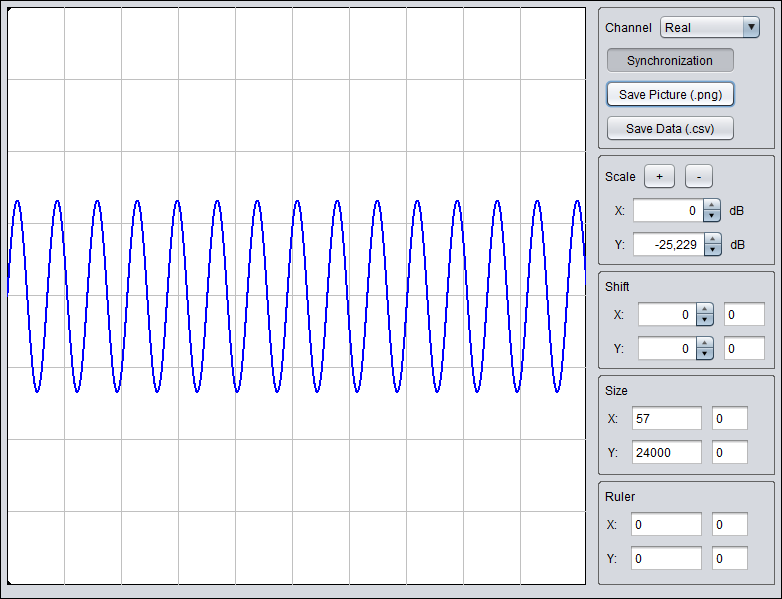 Channel Real
Synchronization
Save Picture (.png)
Save Data (.csv)
Scale + -
X: 0 dB
Y: -25,229 dB
Shift
X: 0 0
Y: 0 0
Size
X: 57 0
Y: 24000 0
Ruler
X: 0 0
Y: 0 0